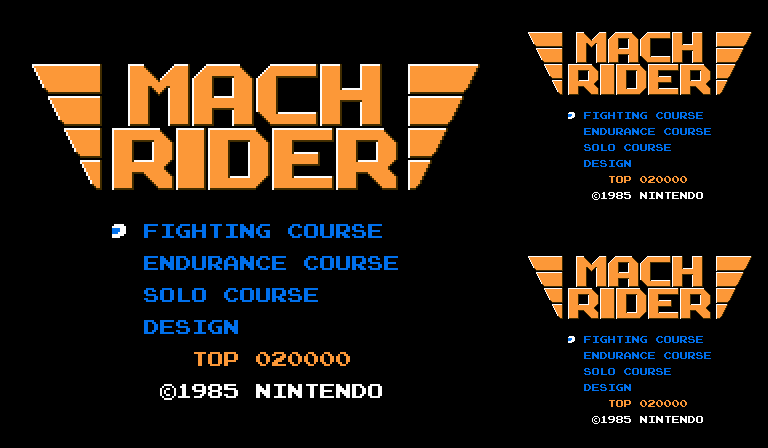 MACH
RIDER
FIGHTING COURSE
ENDURANCE COURSE
SOLO COURSE
DESIGN
TOP 020000
©1985 NINTENDO
MACH
RIDER
FIGHTING COURSE
ENDURANCE COURSE
SOLO COURSE
DESIGN
TOP 020000
©1985 NINTENDO
MACH
RIDER
FIGHTING COURSE
ENDURANCE COURSE
SOLO COURSE
DESIGN
TOP 020000
©1985 NINTENDO